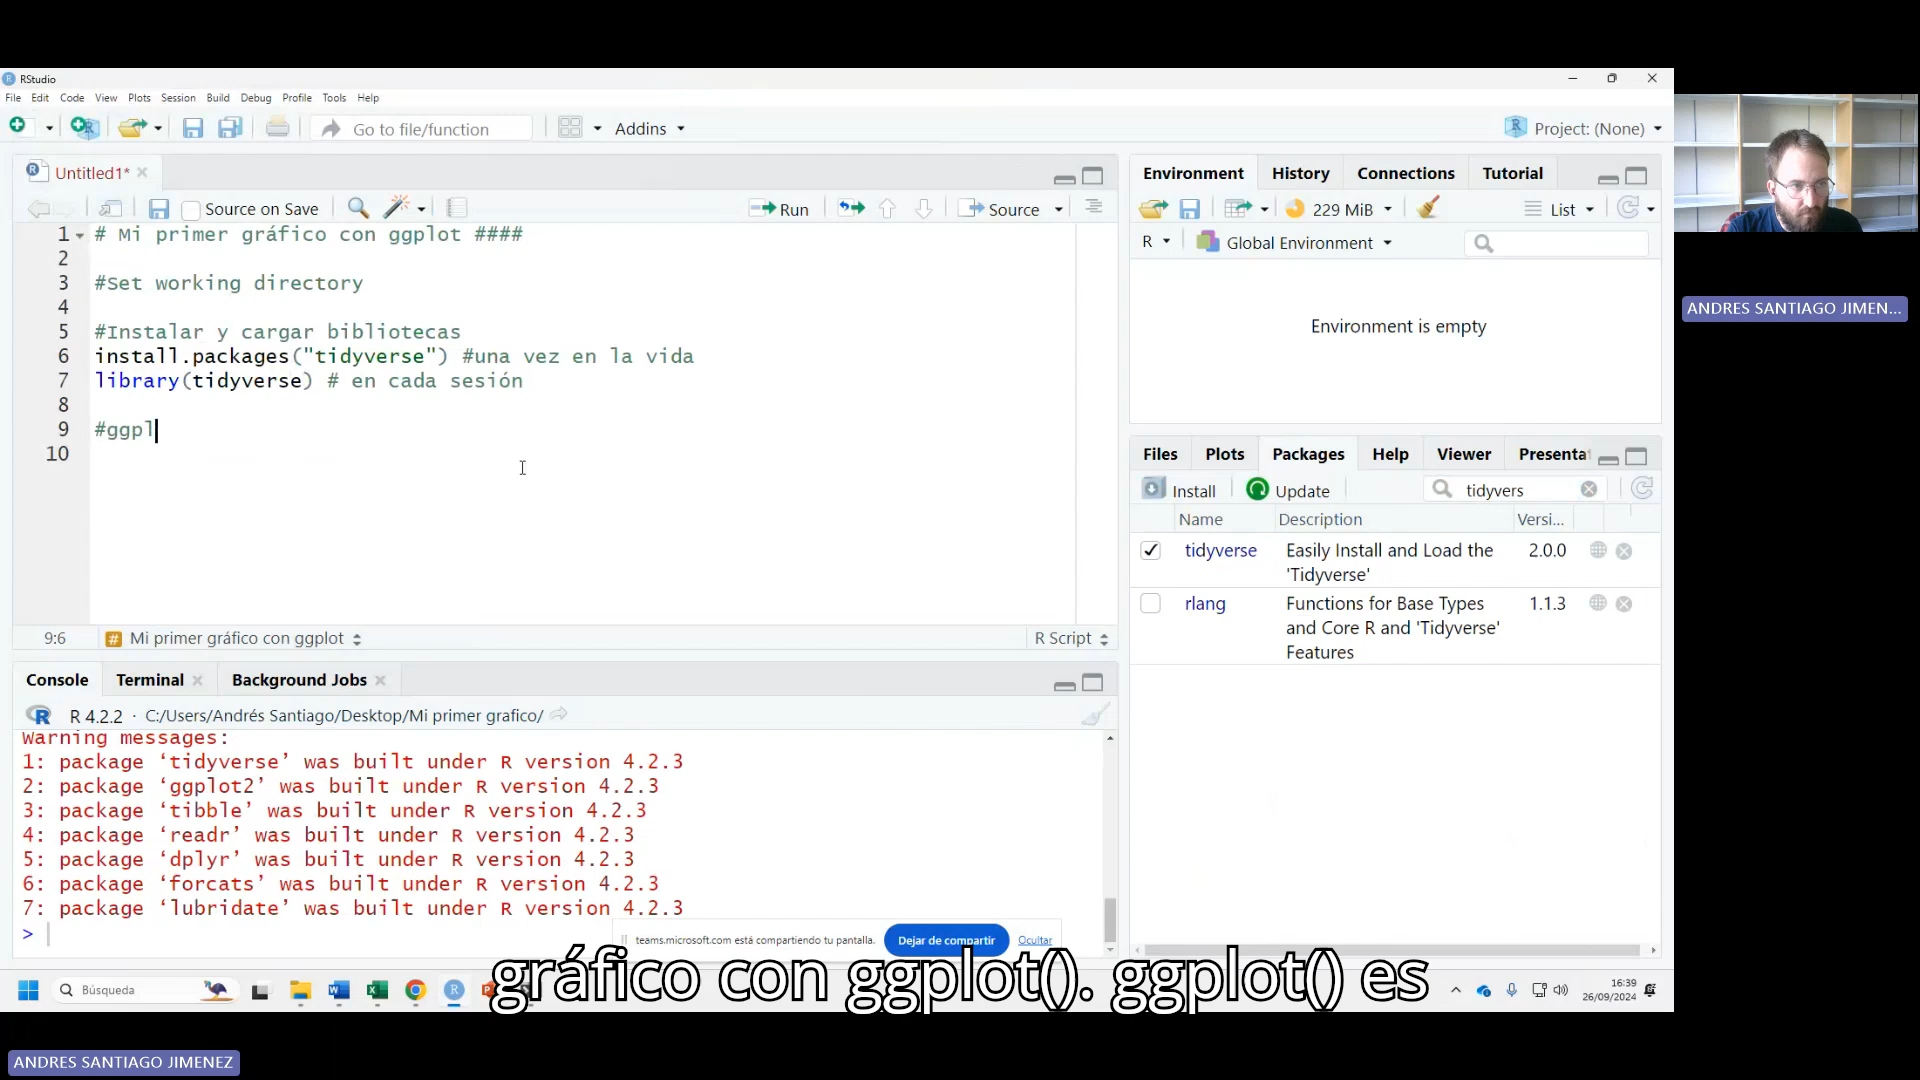 RStudio
File Edit Code View Plots Session Build Debug Profile Tools Help
Go to file/function Addins Project: (None)
Untitled1*
Source on Save Run Source
1 # Mi primer gráfico con ggplot ####
2
3 #Set working directory
4
5 #Instalar y cargar bibliotecas
6 install.packages("tidyverse") #una vez en la vida
7 library(tidyverse) # en cada sesión
8
9 #ggpl
10
9:6 Mi primer gráfico con ggplot R Script
Console Terminal Background Jobs
R 4.2.2 · C:/Users/Andrés Santiago/Desktop/Mi primer grafico/
Warning messages:
1: package ‘tidyverse’ was built under R version 4.2.3
2: package ‘ggplot2’ was built under R version 4.2.3
3: package ‘tibble’ was built under R version 4.2.3
4: package ‘readr’ was built under R version 4.2.3
5: package ‘dplyr’ was built under R version 4.2.3
6: package ‘forcats’ was built under R version 4.2.3
7: package ‘lubridate’ was built under R version 4.2.3
>
Environment History Connections Tutorial
229 MiB List
R Global Environment
Environment is empty
Files Plots Packages Help Viewer Presentat
Install Update tidyvers
Name Description Versi...
tidyverse Easily Install and Load the 2.0.0
'Tidyverse'
rlang Functions for Base Types 1.1.3
and Core R and 'Tidyverse'
Features
teams.microsoft.com está compartiendo tu pantalla. Dejar de compartir Ocultar
gráfico con ggplot(). ggplot() es
Búsqueda
16:39
26/09/2024
ANDRES SANTIAGO JIMEN...
ANDRES SANTIAGO JIMENEZ